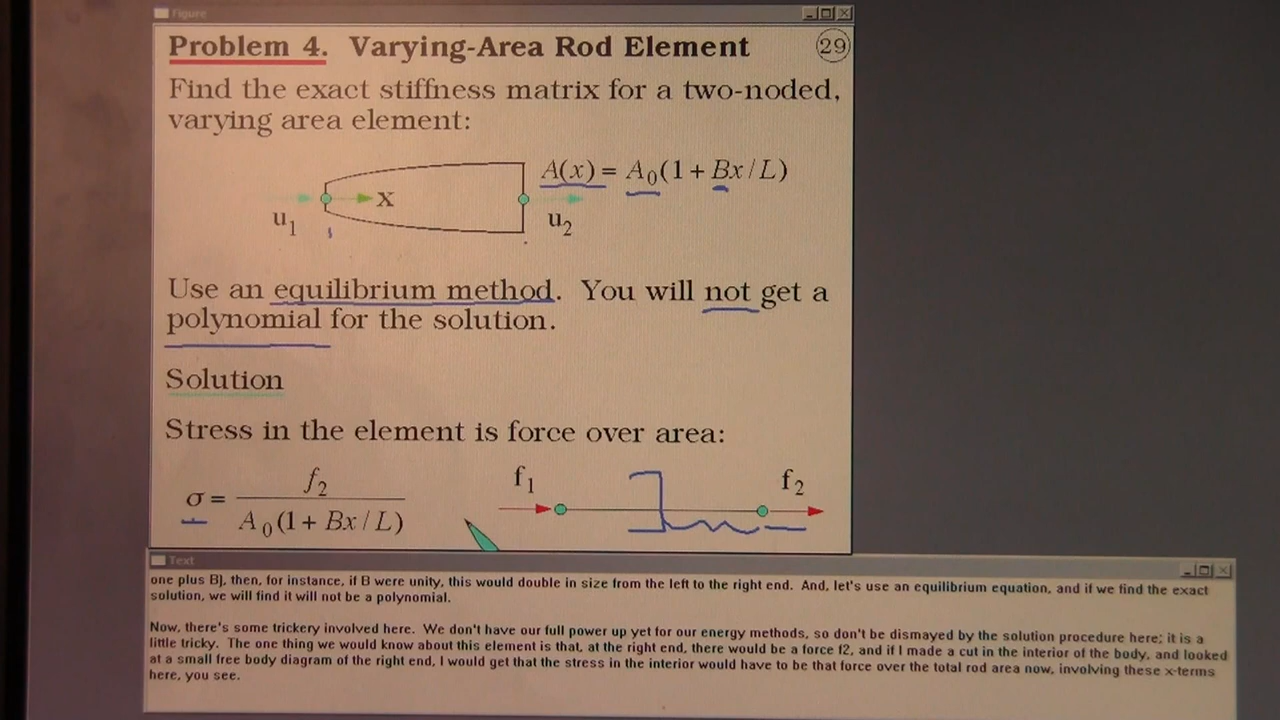 Figure
Problem 4. Varying-Area Rod Element 29
Find the exact stiffness matrix for a two-noded,
varying area element:
A(x) = A0(1 + Bx/L)
x
u1 u2
Use an equilibrium method. You will not get a
polynomial for the solution.
Solution
Stress in the element is force over area:
f1 f2
σ = f2 / A0(1 + Bx/L)
Text
one plus B], then, for instance, if B were unity, this would double in size from the left to the right end. And, let's use an equilibrium equation, and if we find the exact
solution, we will find it will not be a polynomial.
Now, there's some trickery involved here. We don't have our full power up yet for our energy methods, so don't be dismayed by the solution procedure here; it is a
little tricky. The one thing we would know about this element is that, at the right end, there would be a force f2, and if I made a cut in the interior of the body, and looked
at a small free body diagram of the right end, I would get that the stress in the interior would have to be that force over the total rod area now, involving these x-terms
here, you see.